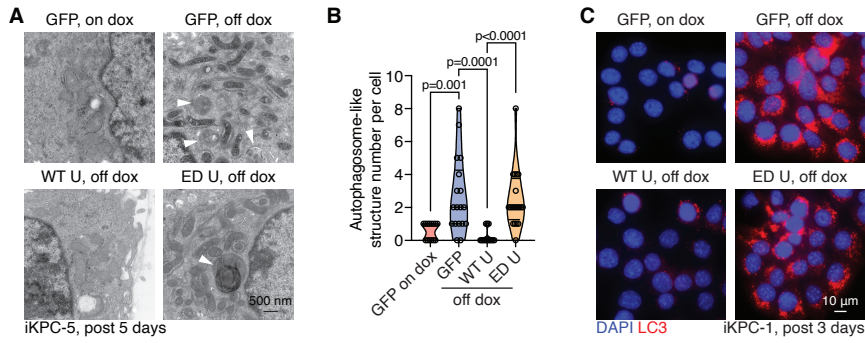 A
GFP, on dox
GFP, off dox
WT U, off dox
ED U, off dox
500 nm
iKPC-5, post 5 days
B
p<0.0001
p=0.0001
p=0.001
10
8
6
4
2
0
Autophagosome-like
structure number per cell
GFP on dox
GFP
WT U
ED U
off dox
C
GFP, on dox
GFP, off dox
WT U, off dox
ED U, off dox
10 µm
DAPI LC3
iKPC-1, post 3 days